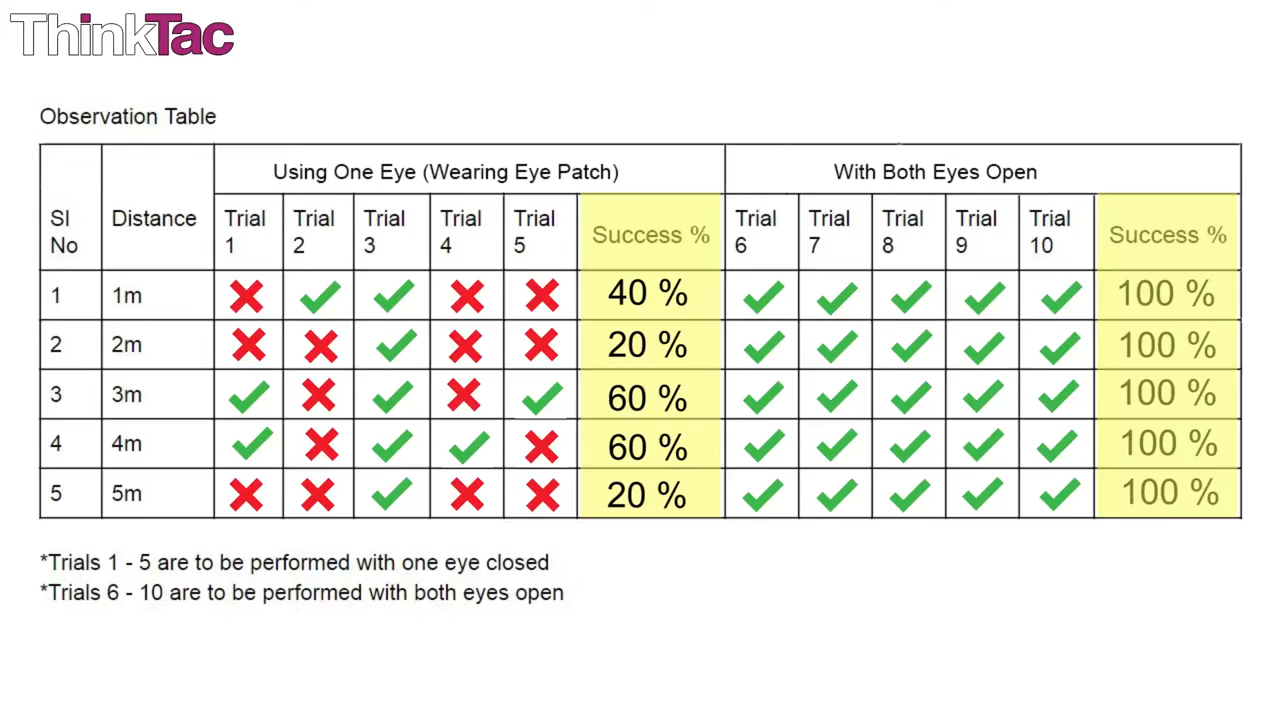 ThinkTac
Observation Table
Using One Eye (Wearing Eye Patch) With Both Eyes Open
Sl No Distance Trial 1 Trial 2 Trial 3 Trial 4 Trial 5 Success % Trial 6 Trial 7 Trial 8 Trial 9 Trial 10 Success %
1 1m ❌ ✔ ✔ ❌ ❌ 40 % ✔ ✔ ✔ ✔ ✔ 100 %
2 2m ❌ ❌ ✔ ❌ ❌ 20 % ✔ ✔ ✔ ✔ ✔ 100 %
3 3m ✔ ❌ ✔ ❌ ✔ 60 % ✔ ✔ ✔ ✔ ✔ 100 %
4 4m ✔ ❌ ✔ ✔ ❌ 60 % ✔ ✔ ✔ ✔ ✔ 100 %
5 5m ❌ ❌ ✔ ❌ ❌ 20 % ✔ ✔ ✔ ✔ ✔ 100 %
*Trials 1 - 5 are to be performed with one eye closed
*Trials 6 - 10 are to be performed with both eyes open